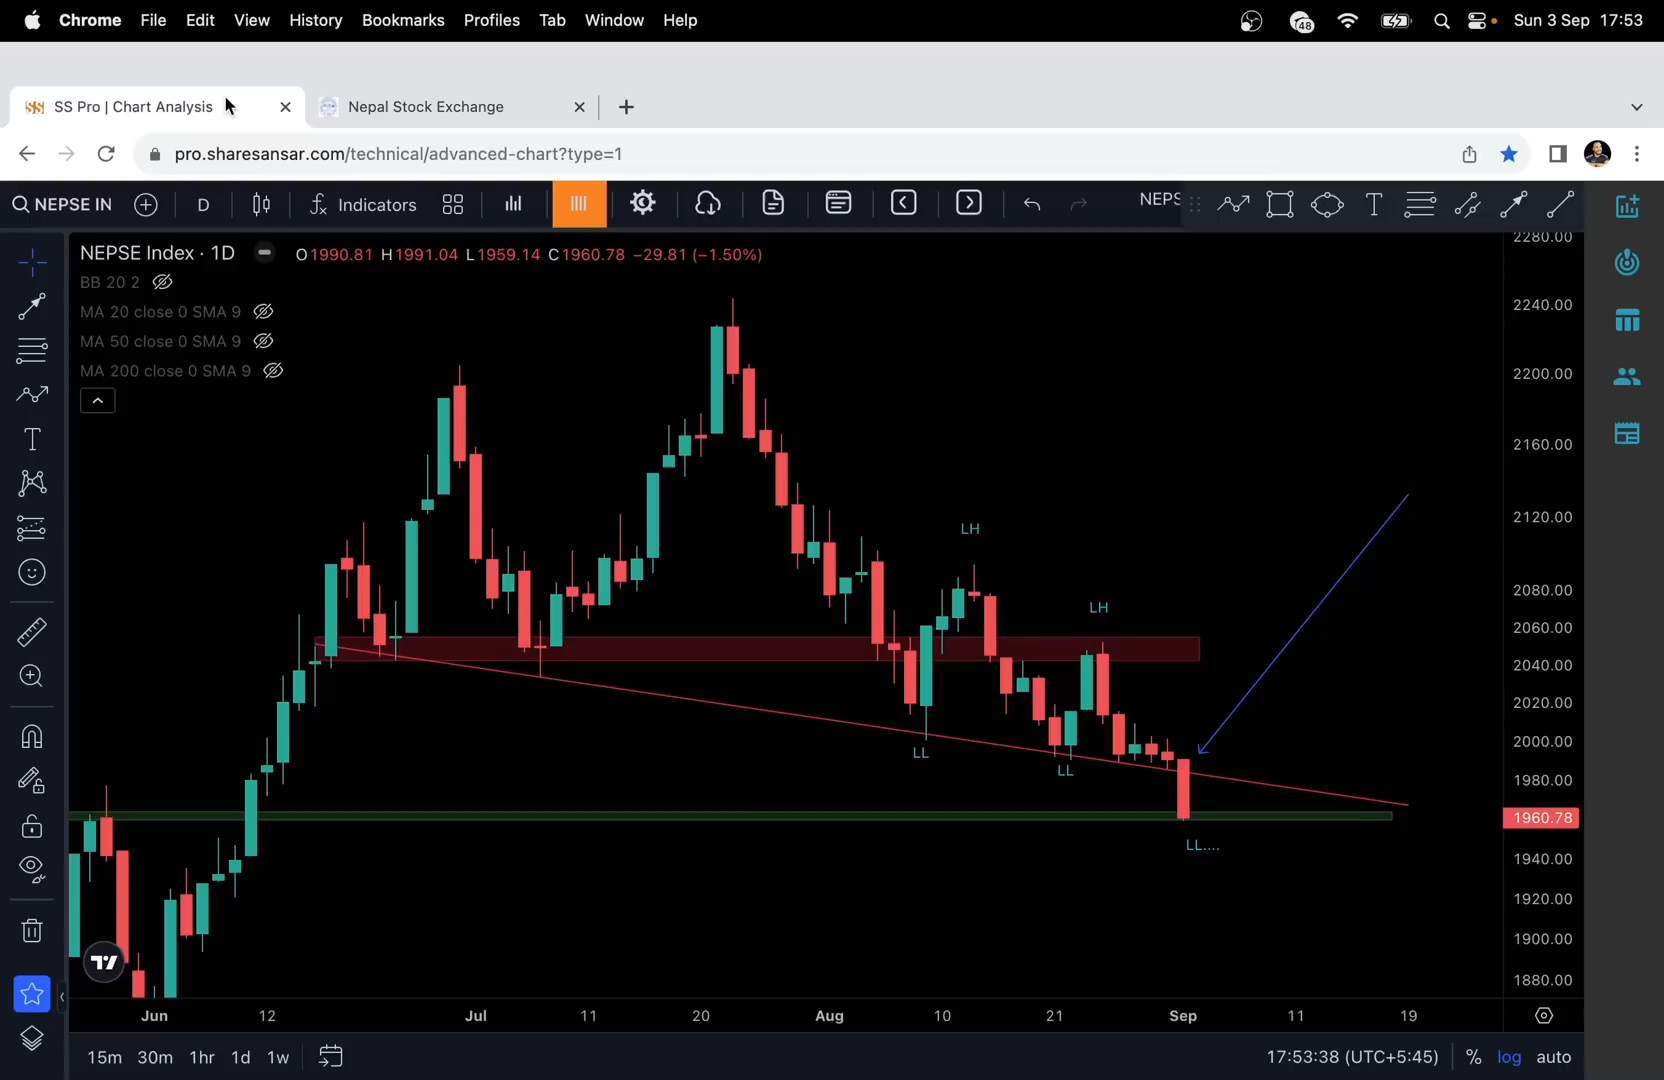 Chrome File Edit View History Bookmarks Profiles Tab Window Help 48 Sun 3 Sep 17:53
SS Pro | Chart Analysis Nepal Stock Exchange
pro.sharesansar.com/technical/advanced-chart?type=1
NEPSE IN D Indicators NEPS
NEPSE Index · 1D O1990.81 H1991.04 L1959.14 C1960.78 −29.81 (−1.50%)
BB 20 2
MA 20 close 0 SMA 9
MA 50 close 0 SMA 9
MA 200 close 0 SMA 9
2280.00
2240.00
2200.00
2160.00
2120.00
2080.00
2060.00
2040.00
2020.00
2000.00
1980.00
1960.78
1940.00
1920.00
1900.00
1880.00
LH
LH
LL
LL
LL....
Jun 12 Jul 11 20 Aug 10 21 Sep 11 19
15m 30m 1hr 1d 1w 17:53:38 (UTC+5:45) % log auto